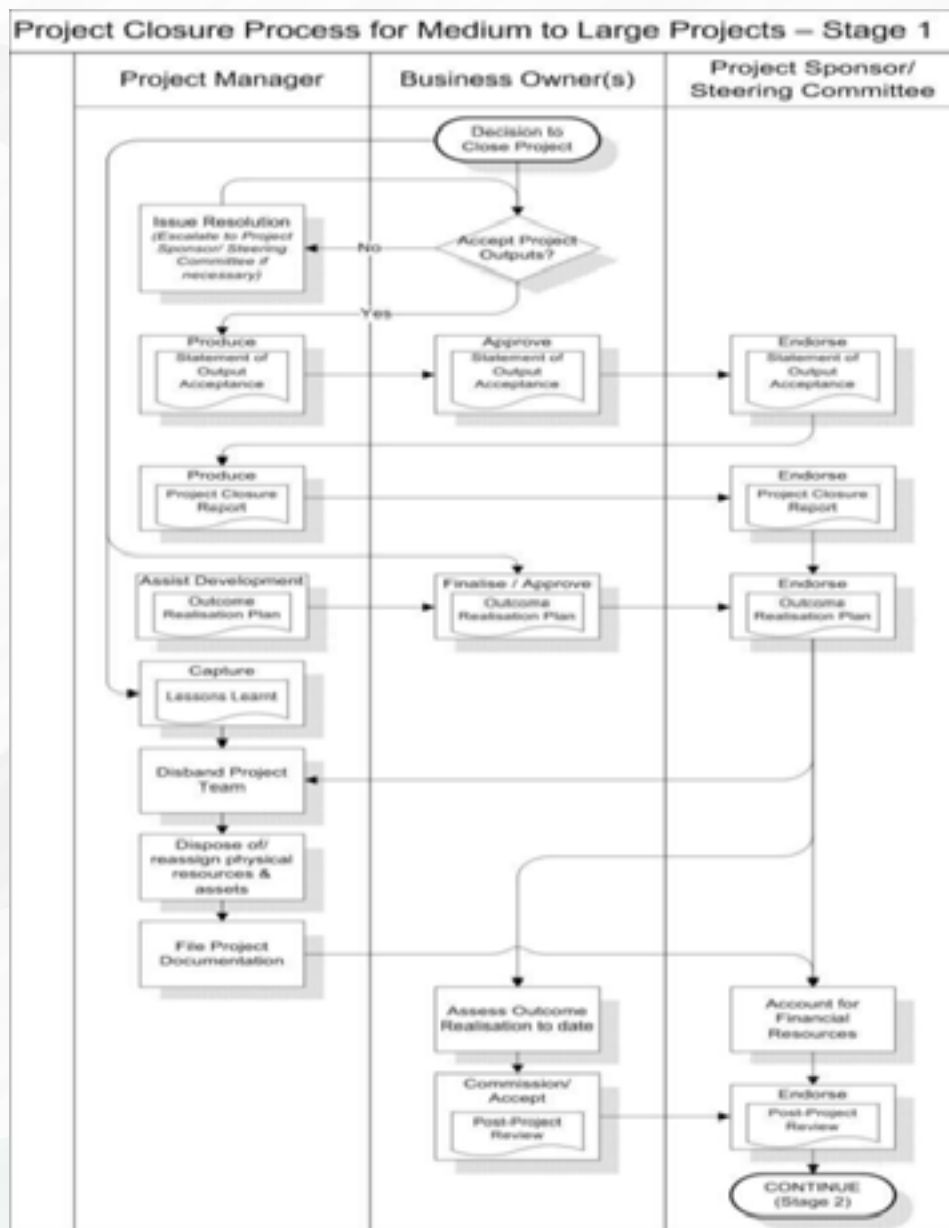 Project Closure Process for Medium to Large Projects – Stage 1
Project Manager
Business Owner(s)
Project Sponsor/
Steering Committee
Decision to
Close Project
Issue Resolution
(Escalate to Project
Sponsor/ Steering
Committee if
necessary)
No
Accept Project
Outputs?
Yes
Produce
Statement of
Output
Acceptance
Approve
Statement of
Output
Acceptance
Endorse
Statement of
Output
Acceptance
Produce
Project Closure
Report
Endorse
Project Closure
Report
Assist Development
Outcome
Realisation Plan
Finalise / Approve
Outcome
Realisation Plan
Endorse
Outcome
Realisation Plan
Capture
Lessons Learnt
Disband Project
Team
Dispose of/
reassign physical
resources &
assets
File Project
Documentation
Assess Outcome
Realisation to date
Account for
Financial
Resources
Commission/
Accept
Post-Project
Review
Endorse
Post-Project
Review
CONTINUE
(Stage 2)